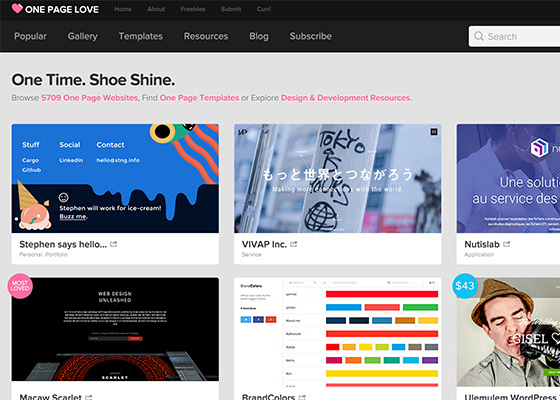 ONE PAGE LOVE
Home About Freebies Submit Curri
Popular Gallery Templates Resources Blog Subscribe
Search
One Time. Shoe Shine.
Browse 5709 One Page Websites, Find One Page Templates or Explore Design & Development Resources.
Stuff Social Contact
Cargo LinkedIn hello@stng.info
Github
Stephen will work for ice-cream!
Buzz me.
もっと世界とつながろう
Making more connections with the world.
Une solut
au service des
Stephen says hello...
Personal, Portfolio
VIVAP Inc.
Service
Nutislab
Application
MOST
LOVED
WEB DESIGN
UNLEASHED
SCARLET
BrandColors
$43
GISEL
Macaw Scarlet
BrandColors
Ulemulem WordPress